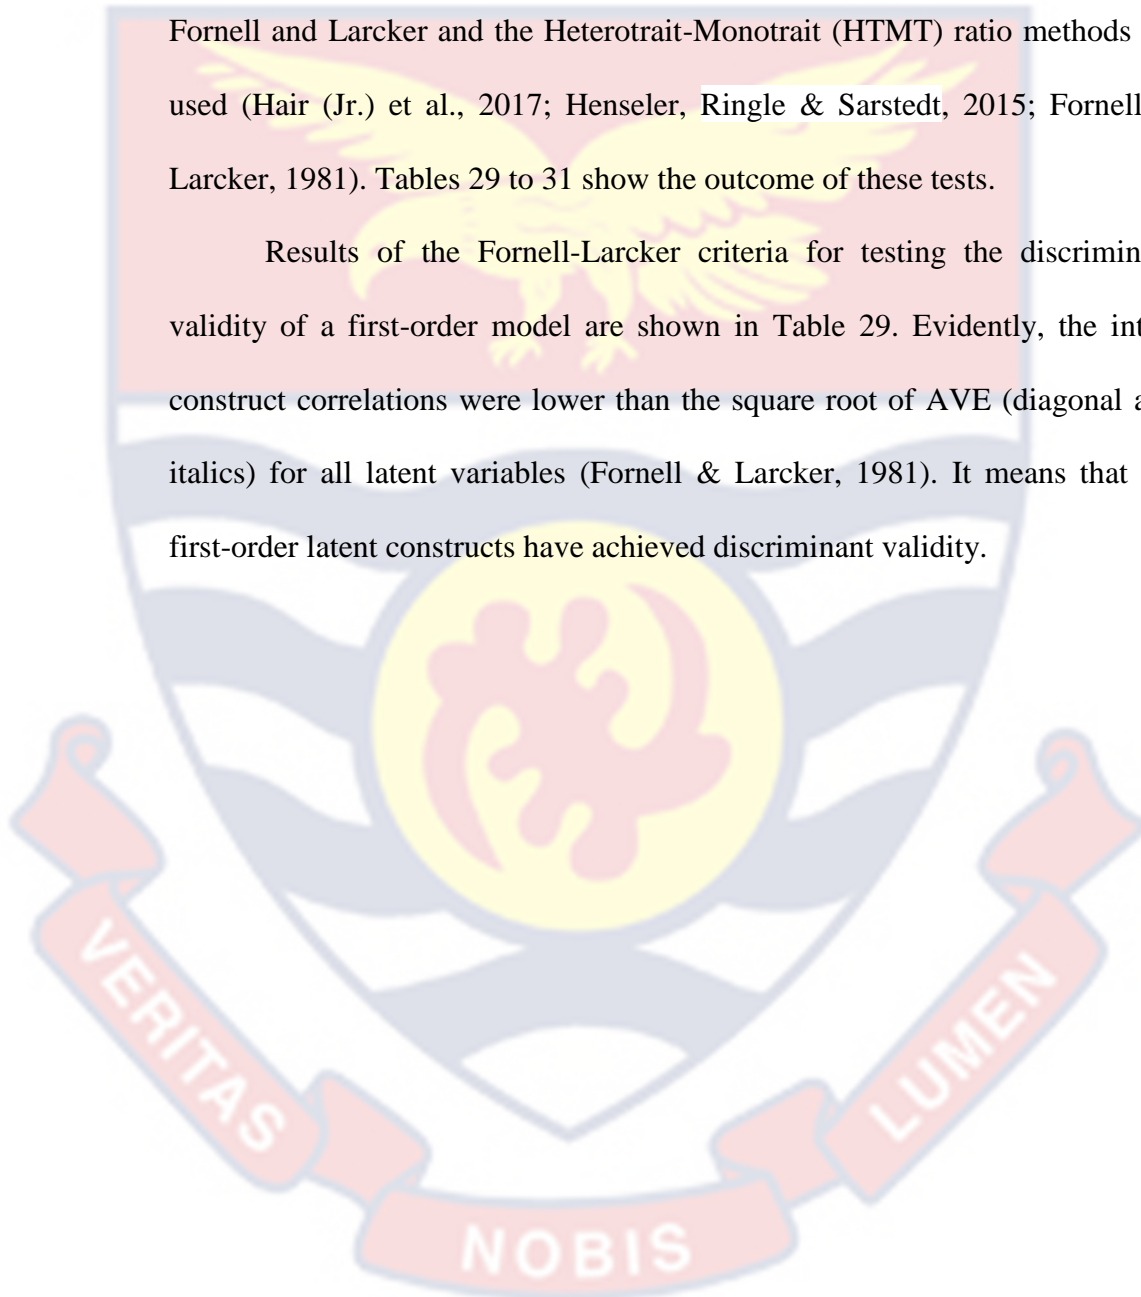 Fornell and Larcker and the Heterotrait-Monotrait (HTMT) ratio methods
used (Hair (Jr.) et al., 2017; Henseler, Ringle & Sarstedt, 2015; Fornell
Larcker, 1981). Tables 29 to 31 show the outcome of these tests.
Results of the Fornell-Larcker criteria for testing the discrimin
validity of a first-order model are shown in Table 29. Evidently, the int
construct correlations were lower than the square root of AVE (diagonal a
italics) for all latent variables (Fornell & Larcker, 1981). It means that
first-order latent constructs have achieved discriminant validity.
VERITAS
NOBIS
LUMEN